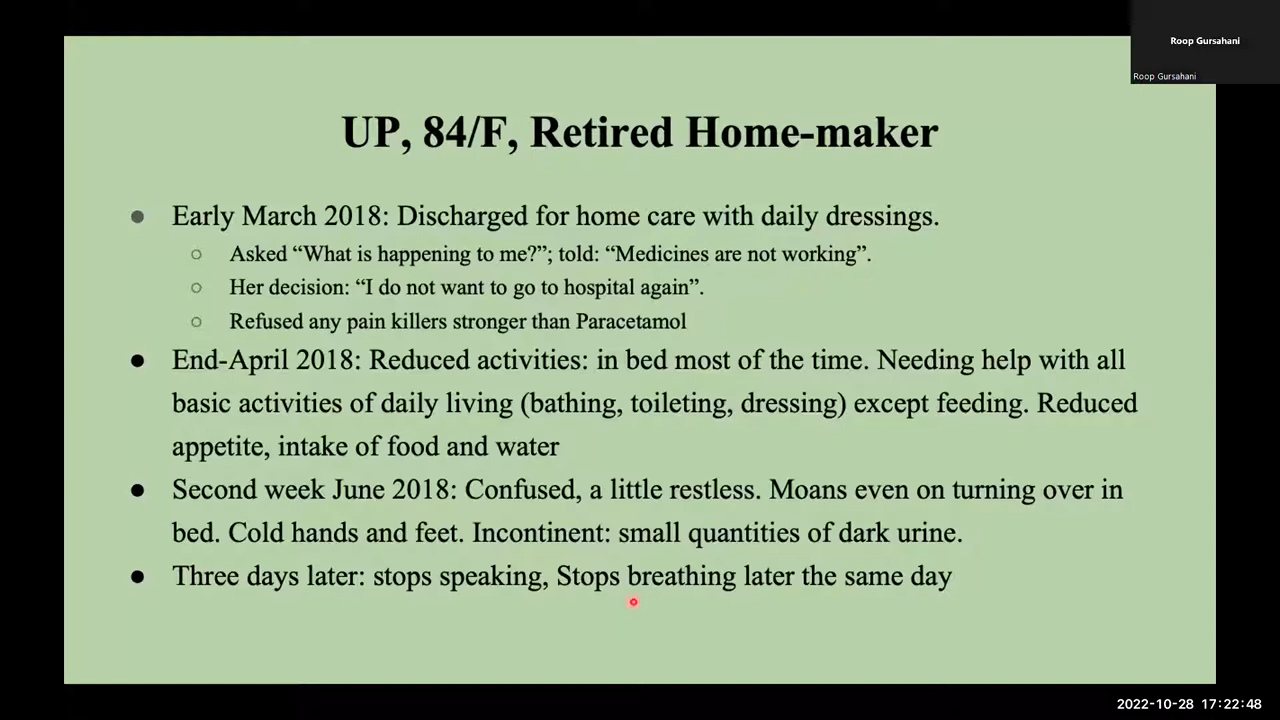 Roop Gursahani
Roop Gursahani
UP, 84/F, Retired Home-maker
● Early March 2018: Discharged for home care with daily dressings.
○ Asked “What is happening to me?”; told: “Medicines are not working”.
○ Her decision: “I do not want to go to hospital again”.
○ Refused any pain killers stronger than Paracetamol
● End-April 2018: Reduced activities: in bed most of the time. Needing help with all
basic activities of daily living (bathing, toileting, dressing) except feeding. Reduced
appetite, intake of food and water
● Second week June 2018: Confused, a little restless. Moans even on turning over in
bed. Cold hands and feet. Incontinent: small quantities of dark urine.
● Three days later: stops speaking, Stops breathing later the same day
2022-10-28 17:22:48